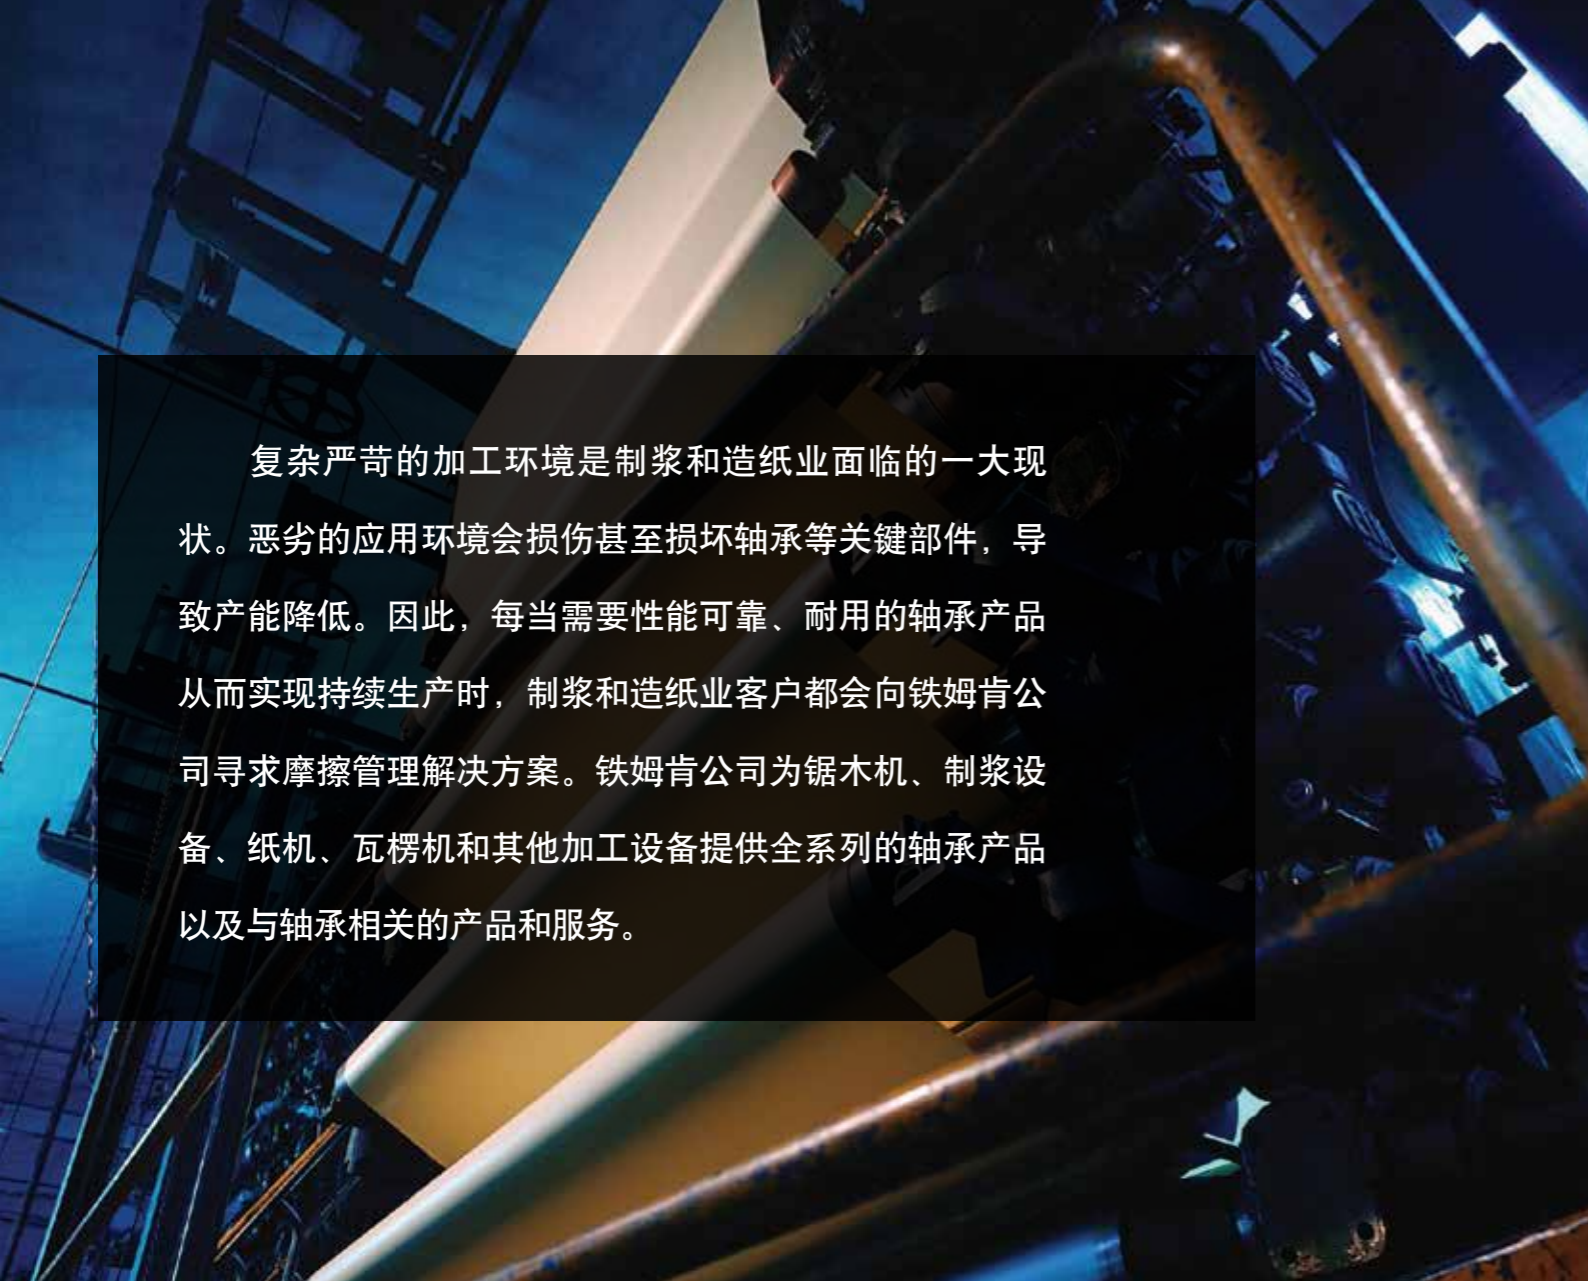 复杂严苛的加工环境是制浆和造纸业面临的一大现
状。恶劣的应用环境会损伤甚至损坏轴承等关键部件，导
致产能降低。因此，每当需要性能可靠、耐用的轴承产品
从而实现持续生产时，制浆和造纸业客户都会向铁姆肯公
司寻求摩擦管理解决方案。铁姆肯公司为锯木机、制浆设
备、纸机、瓦楞机和其他加工设备提供全系列的轴承产品
以及与轴承相关的产品和服务。